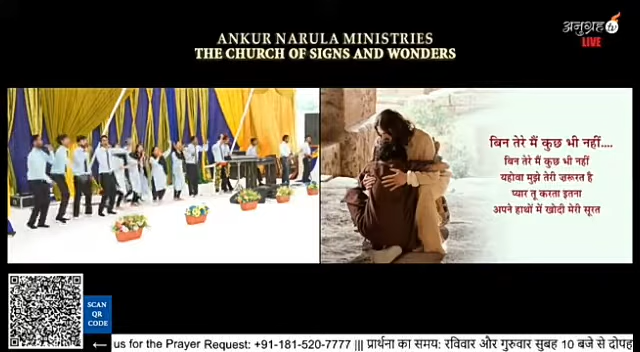 ANKUR NARULA MINISTRIES
THE CHURCH OF SIGNS AND WONDERS
अनुग्रह tv
LIVE
बिन तेरे मैं कुछ भी नहीं....
बिन तेरे मैं कुछ भी नहीं
यहोवा मुझे तेरी ज़रूरत है
प्यार तू करता इतना
अपने हाथों में खोदी मेरी सूरत
SCAN
QR
CODE
← us for the Prayer Request: +91-181-520-7777 ||| प्रार्थना का समय: रविवार और गुरुवार सुबह 10 बजे से दोपह